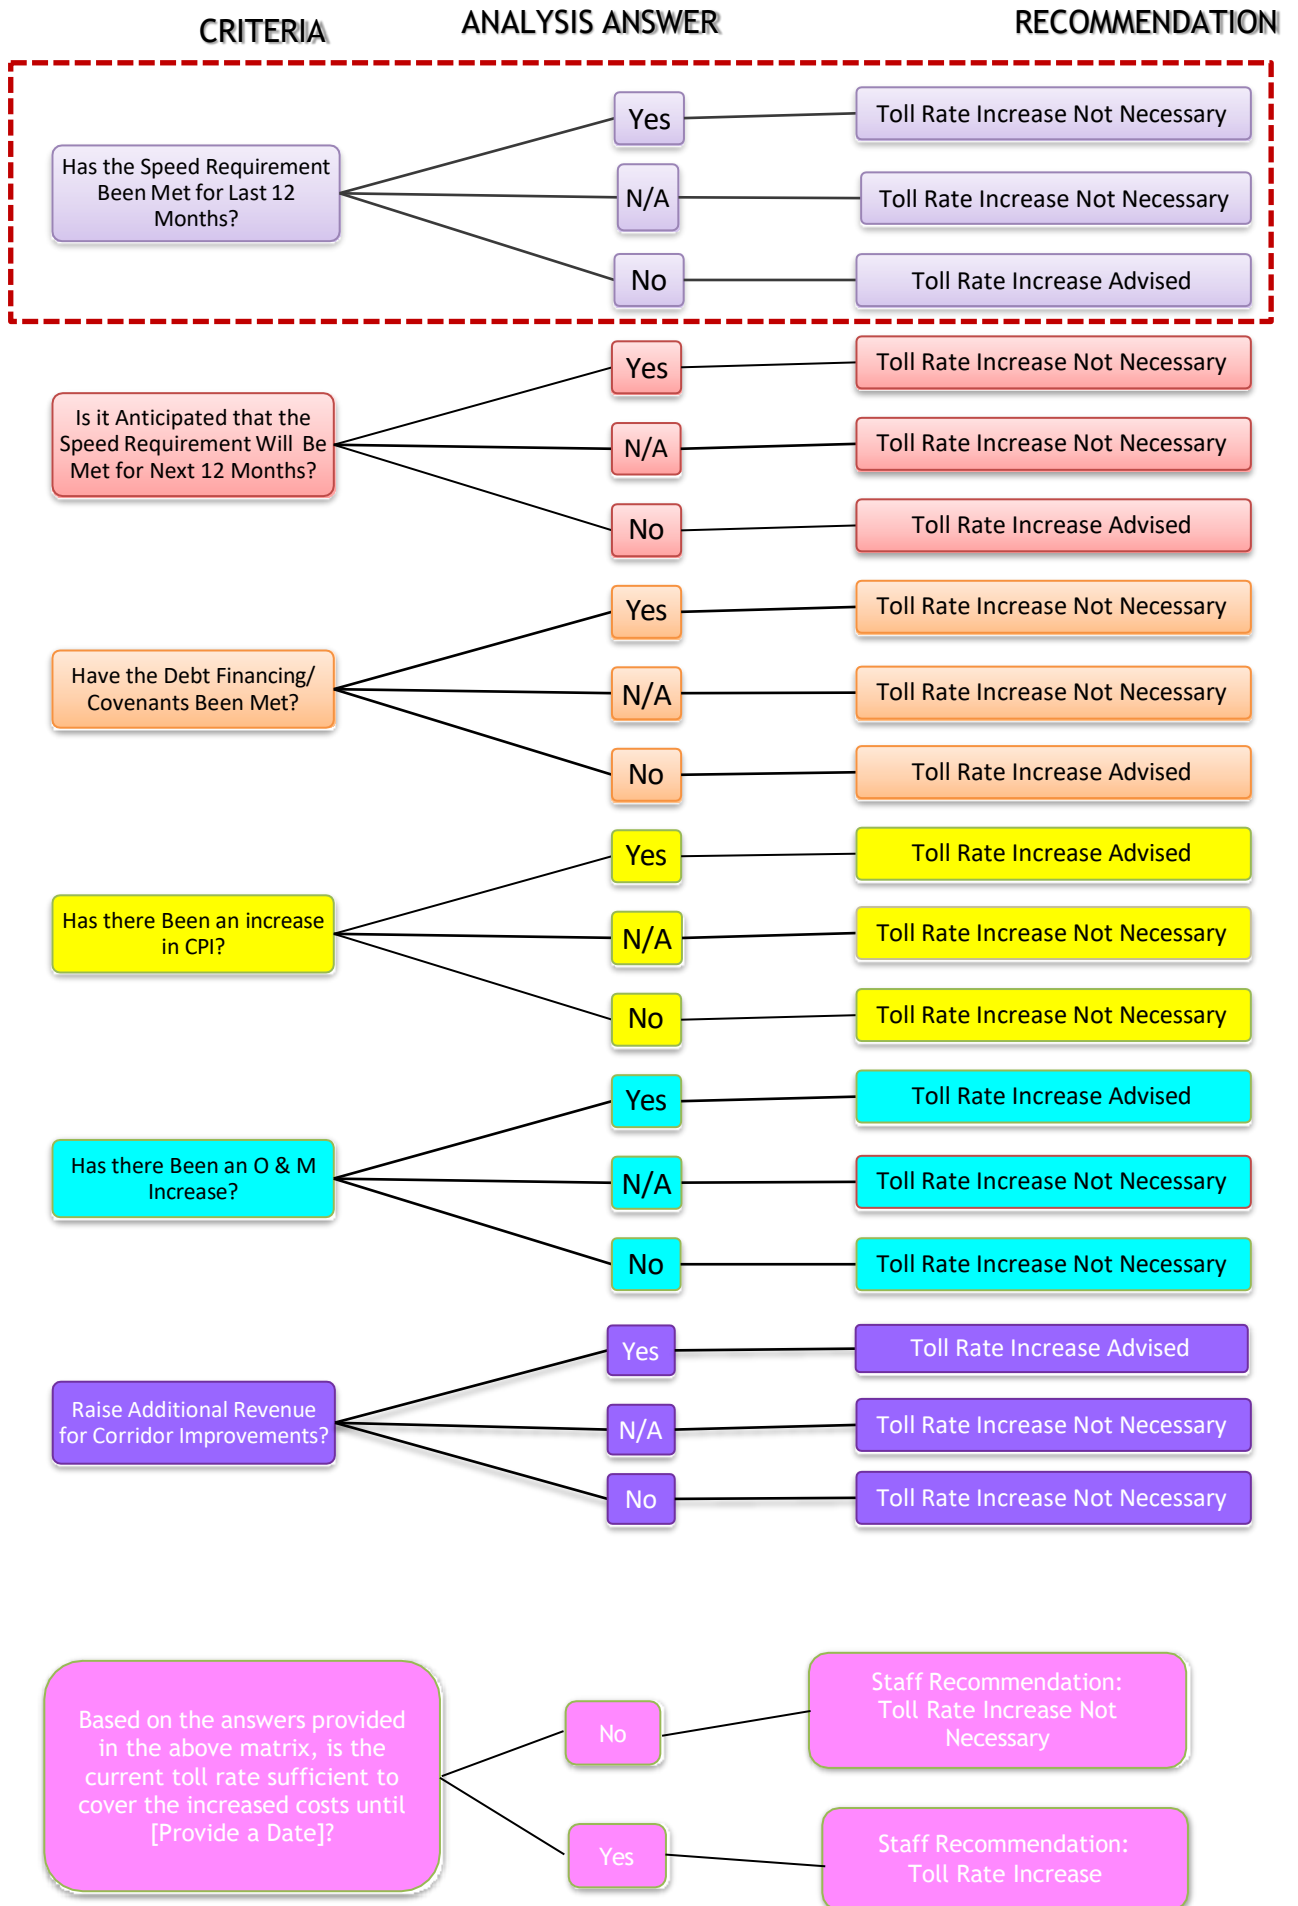 CRITERIA
ANALYSIS ANSWER
RECOMMENDATION
Has the Speed Requirement
Been Met for Last 12
Months?
Yes
Toll Rate Increase Not Necessary
N/A
Toll Rate Increase Not Necessary
No
Toll Rate Increase Advised
Is it Anticipated that the
Speed Requirement Will Be
Met for Next 12 Months?
Yes
Toll Rate Increase Not Necessary
N/A
Toll Rate Increase Not Necessary
No
Toll Rate Increase Advised
Have the Debt Financing/
Covenants Been Met?
Yes
Toll Rate Increase Not Necessary
N/A
Toll Rate Increase Not Necessary
No
Toll Rate Increase Advised
Has there Been an increase
in CPI?
Yes
Toll Rate Increase Advised
N/A
Toll Rate Increase Not Necessary
No
Toll Rate Increase Not Necessary
Has there Been an O & M
Increase?
Yes
Toll Rate Increase Advised
N/A
Toll Rate Increase Not Necessary
No
Toll Rate Increase Not Necessary
Raise Additional Revenue
for Corridor Improvements?
Yes
Toll Rate Increase Advised
N/A
Toll Rate Increase Not Necessary
No
Toll Rate Increase Not Necessary
Based on the answers provided
in the above matrix, is the
current toll rate sufficient to
cover the increased costs until
[Provide a Date]?
No
Staff Recommendation:
Toll Rate Increase Not
Necessary
Yes
Staff Recommendation:
Toll Rate Increase